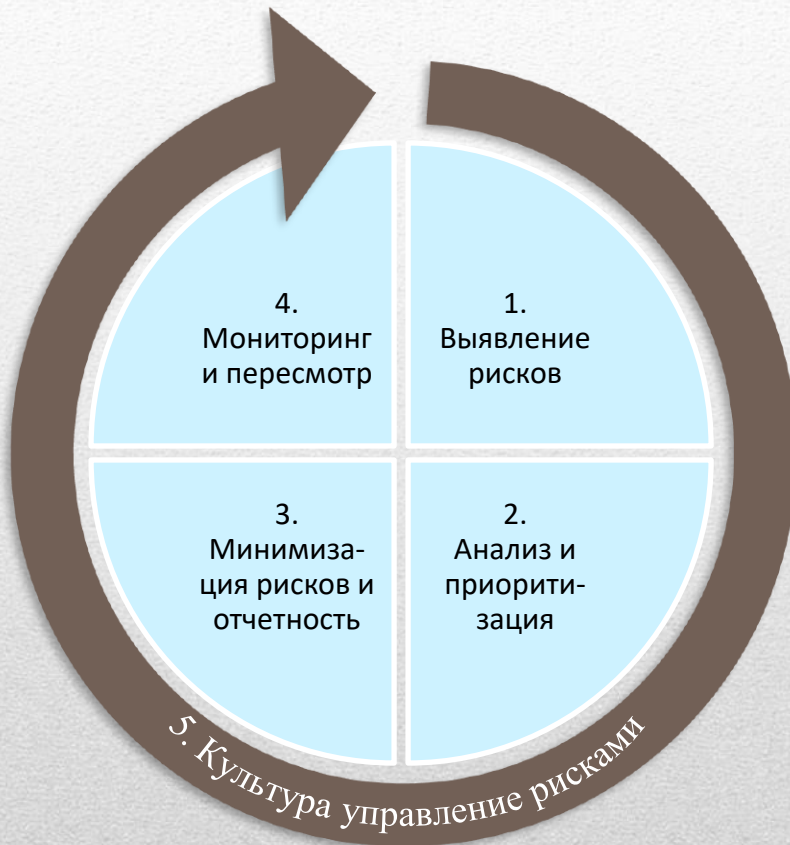 1.
Выявление
рисков
2.
Анализ и
приорити-
зация
3.
Минимиза-
ция рисков и
отчетность
4.
Мониторинг
и пересмотр
5. Культура управление рисками